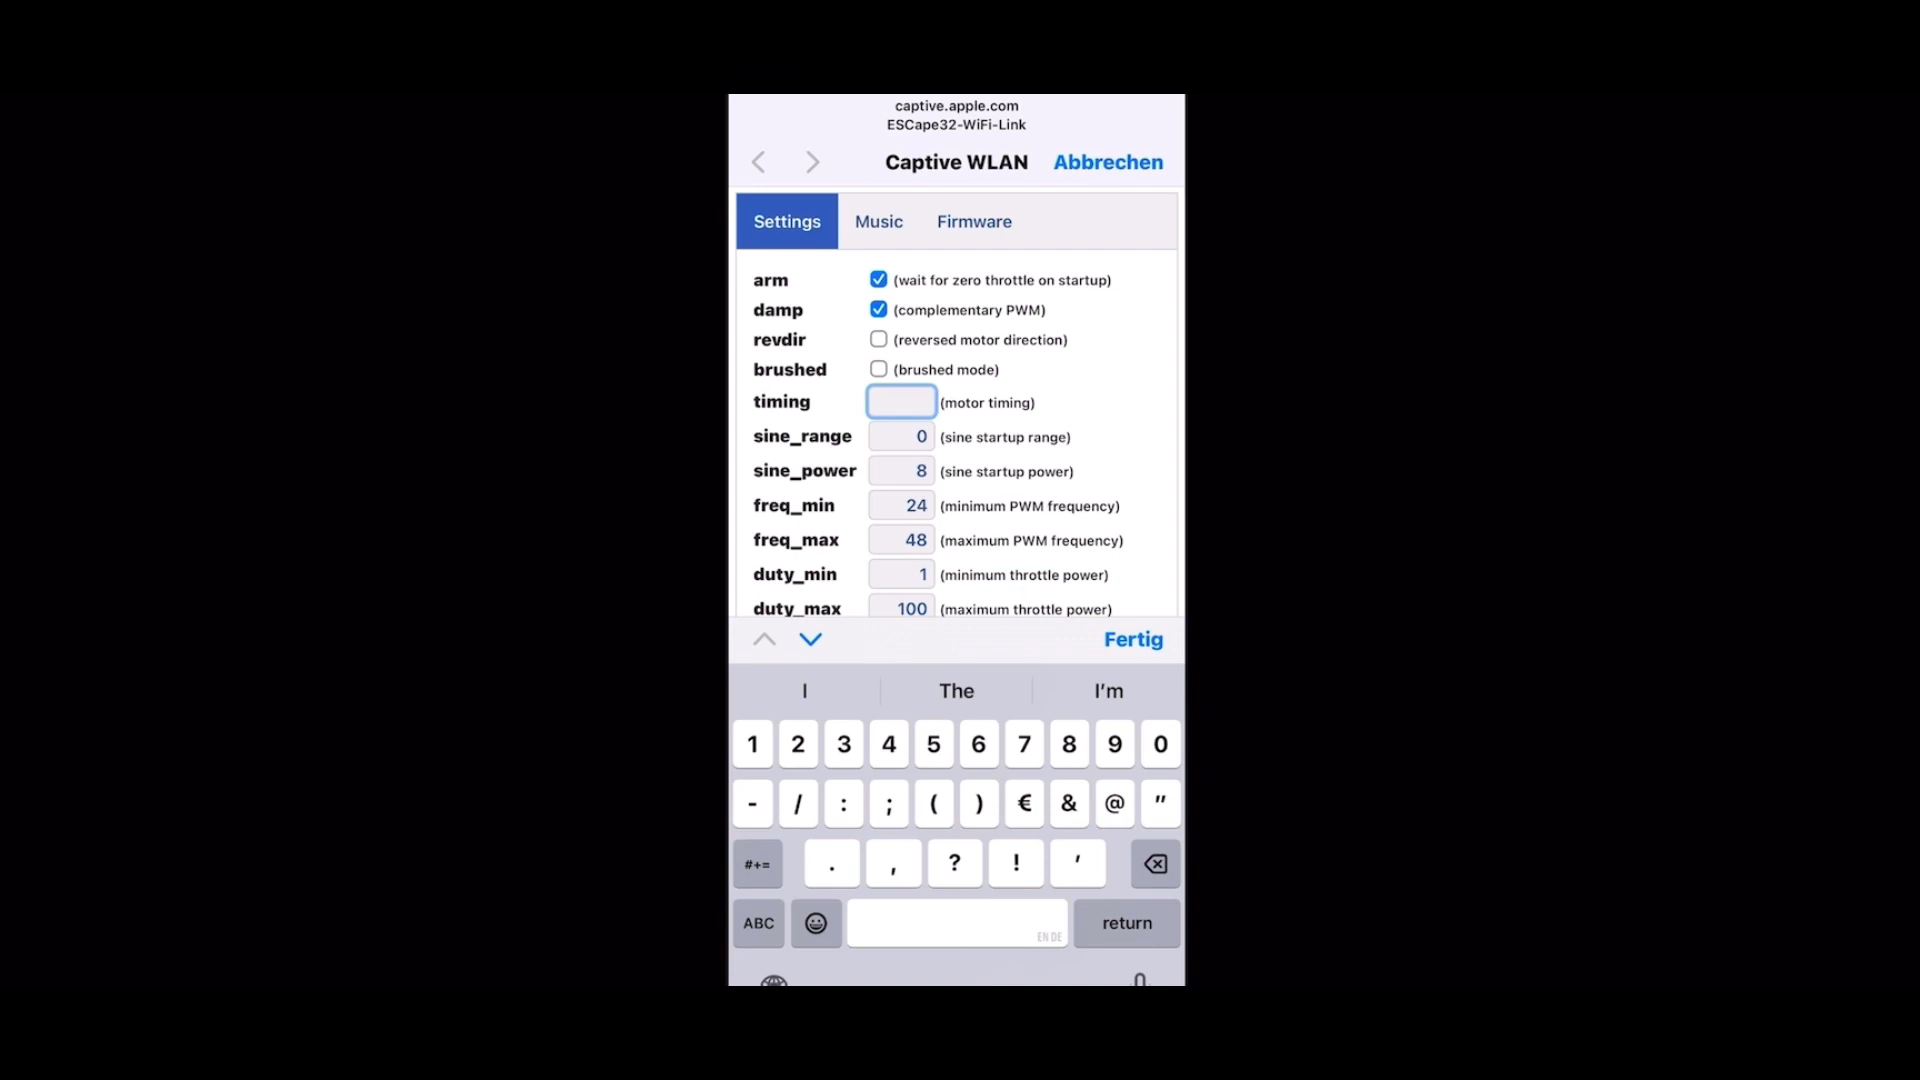 captive.apple.com
ESCape32-WiFi-Link
Captive WLAN Abbrechen
Settings Music Firmware
arm (wait for zero throttle on startup)
damp (complementary PWM)
revdir (reversed motor direction)
brushed (brushed mode)
timing (motor timing)
sine_range 0 (sine startup range)
sine_power 8 (sine startup power)
freq_min 24 (minimum PWM frequency)
freq_max 48 (maximum PWM frequency)
duty_min 1 (minimum throttle power)
duty_max 100 (maximum throttle power)
Fertig
I The I'm
1 2 3 4 5 6 7 8 9 0
- / : ; ( ) € & @ "
#+= . , ? ! '
ABC EN DE return